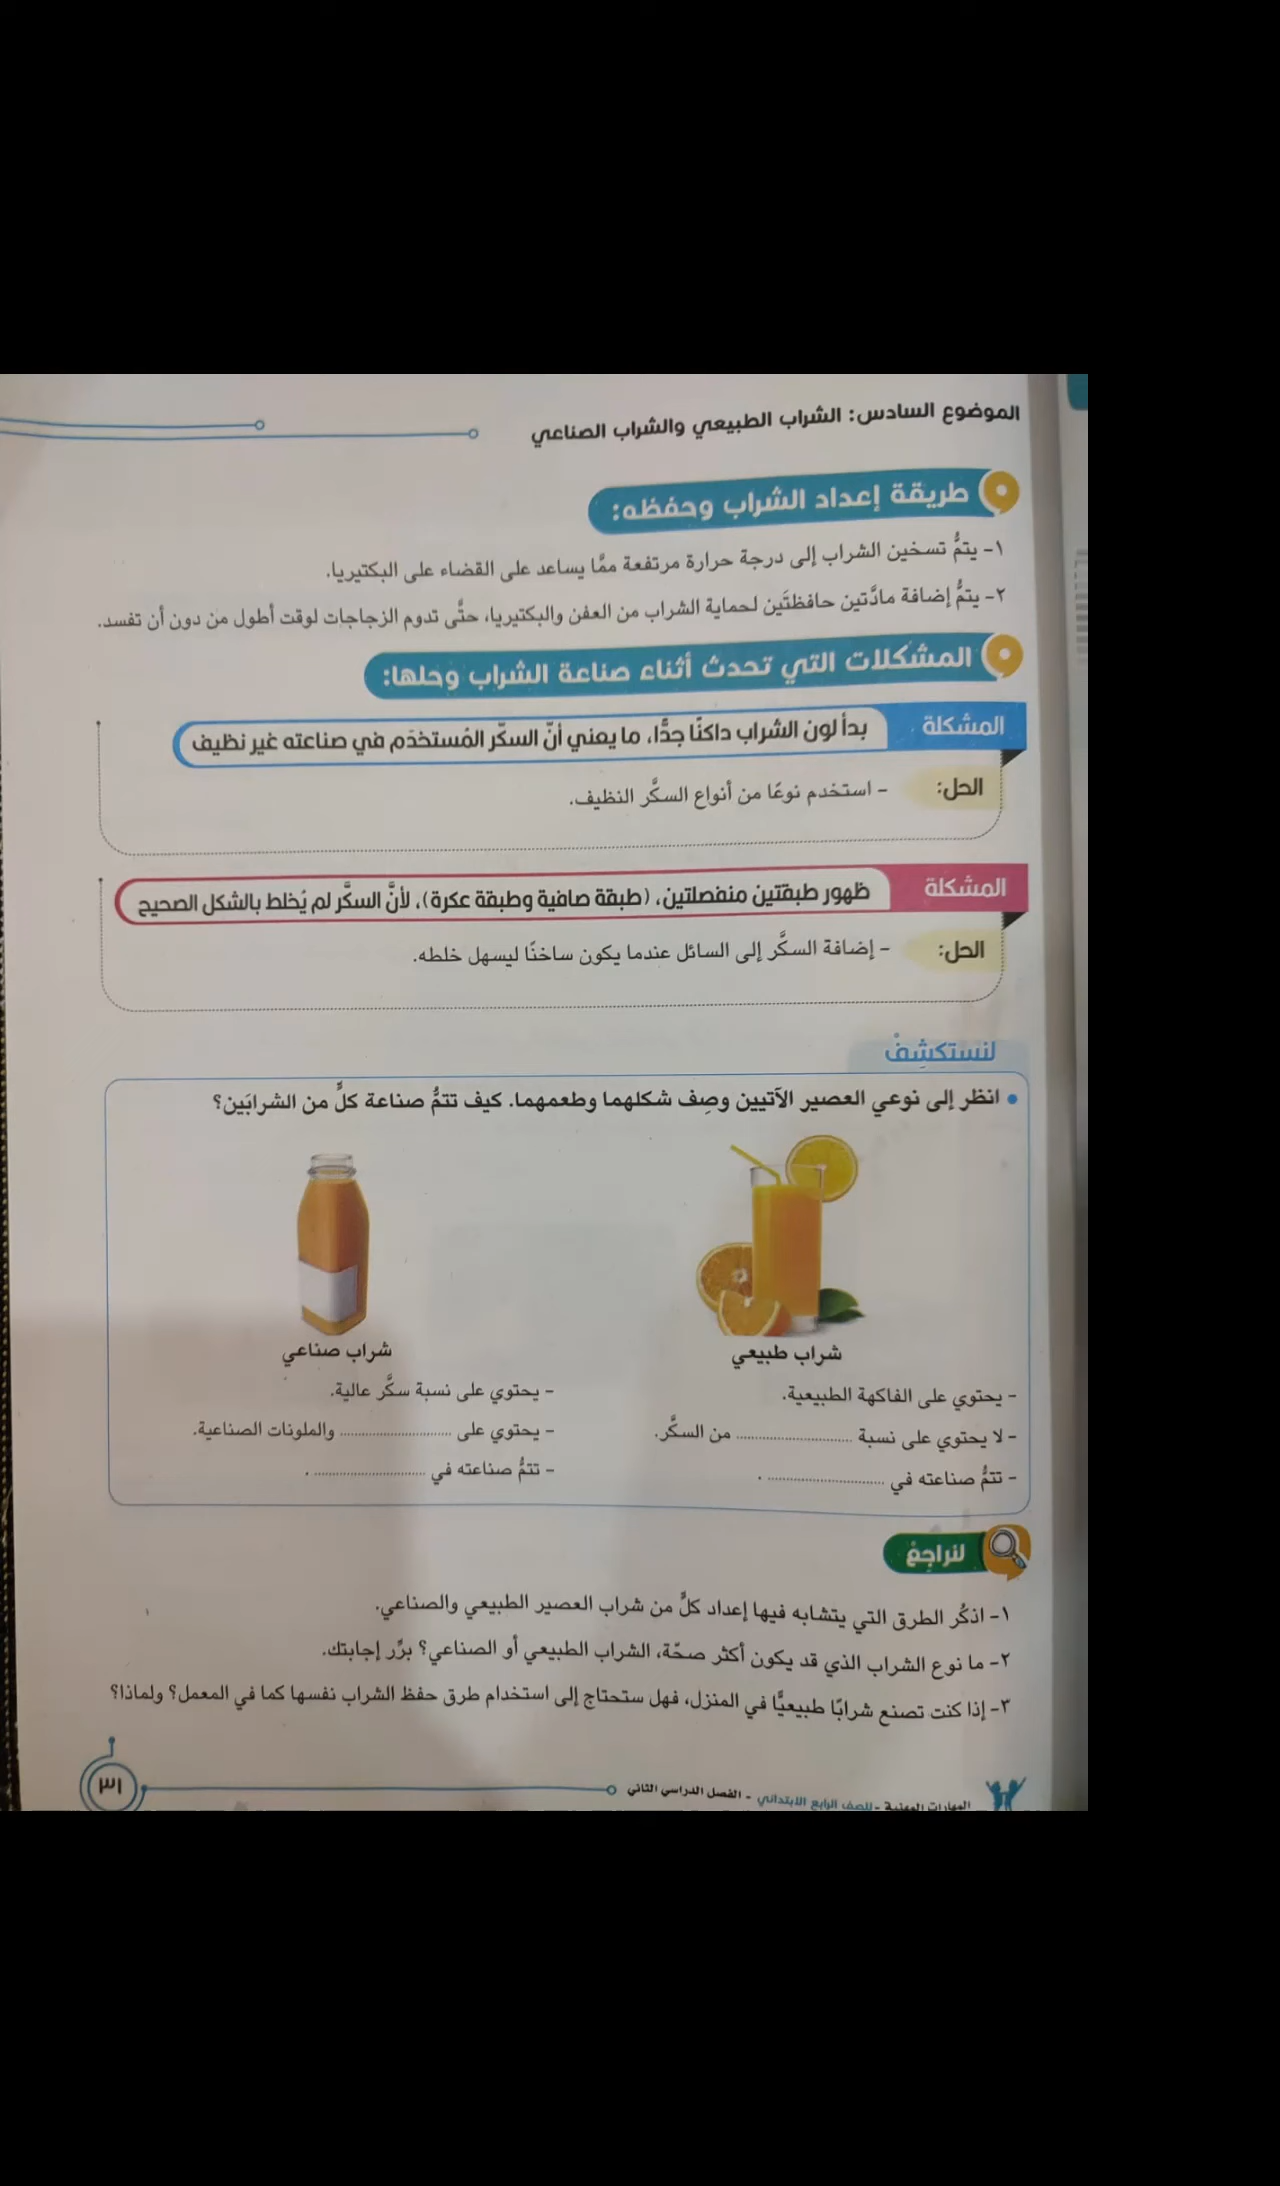 الموضوع السادس: الشراب الطبيعي والشراب الصناعي
طريقة إعداد الشراب وحفظه:
١- يتمُّ تسخين الشراب إلى درجة حرارة مرتفعة ممَّا يساعد على القضاء على البكتيريا.
٢- يتمُّ إضافة مادَّتين حافظتَين لحماية الشراب من العفن والبكتيريا، حتَّى تدوم الزجاجات لوقت أطول من دون أن تفسد.
المشكلات التي تحدث أثناء صناعة الشراب وحلها:
المشكلة بدأ لون الشراب داكنًا جدًّا، ما يعني أنّ السكّر المُستخدَم في صناعته غير نظيف
الحل: - استخدم نوعًا من أنواع السكَّر النظيف.
المشكلة ظهور طبقتين منفصلتين، (طبقة صافية وطبقة عكرة)، لأنَّ السكَّر لم يُخلط بالشكل الصحيح
الحل: - إضافة السكَّر إلى السائل عندما يكون ساخنًا ليسهل خلطه.
لنستكشِفْ
• انظر إلى نوعي العصير الآتيين وصِف شكلهما وطعمهما. كيف تتمُّ صناعة كلٍّ من الشرابَين؟
شراب طبيعي
- يحتوي على الفاكهة الطبيعية.
- لا يحتوي على نسبة .............................. من السكَّر.
- تتمُّ صناعته في .............................. .
شراب صناعي
- يحتوي على نسبة سكَّر عالية.
- يحتوي على .............................. والملونات الصناعية.
- تتمُّ صناعته في .............................. .
لنراجِعْ
١- اذكُر الطرق التي يتشابه فيها إعداد كلٍّ من شراب العصير الطبيعي والصناعي.
٢- ما نوع الشراب الذي قد يكون أكثر صحّة، الشراب الطبيعي أو الصناعي؟ برِّر إجابتك.
٣- إذا كنت تصنع شرابًا طبيعيًّا في المنزل، فهل ستحتاج إلى استخدام طرق حفظ الشراب نفسها كما في المعمل؟ ولماذا؟
المهارات المهنية - للصف الرابع الابتدائي - الفصل الدراسي الثاني
٣١